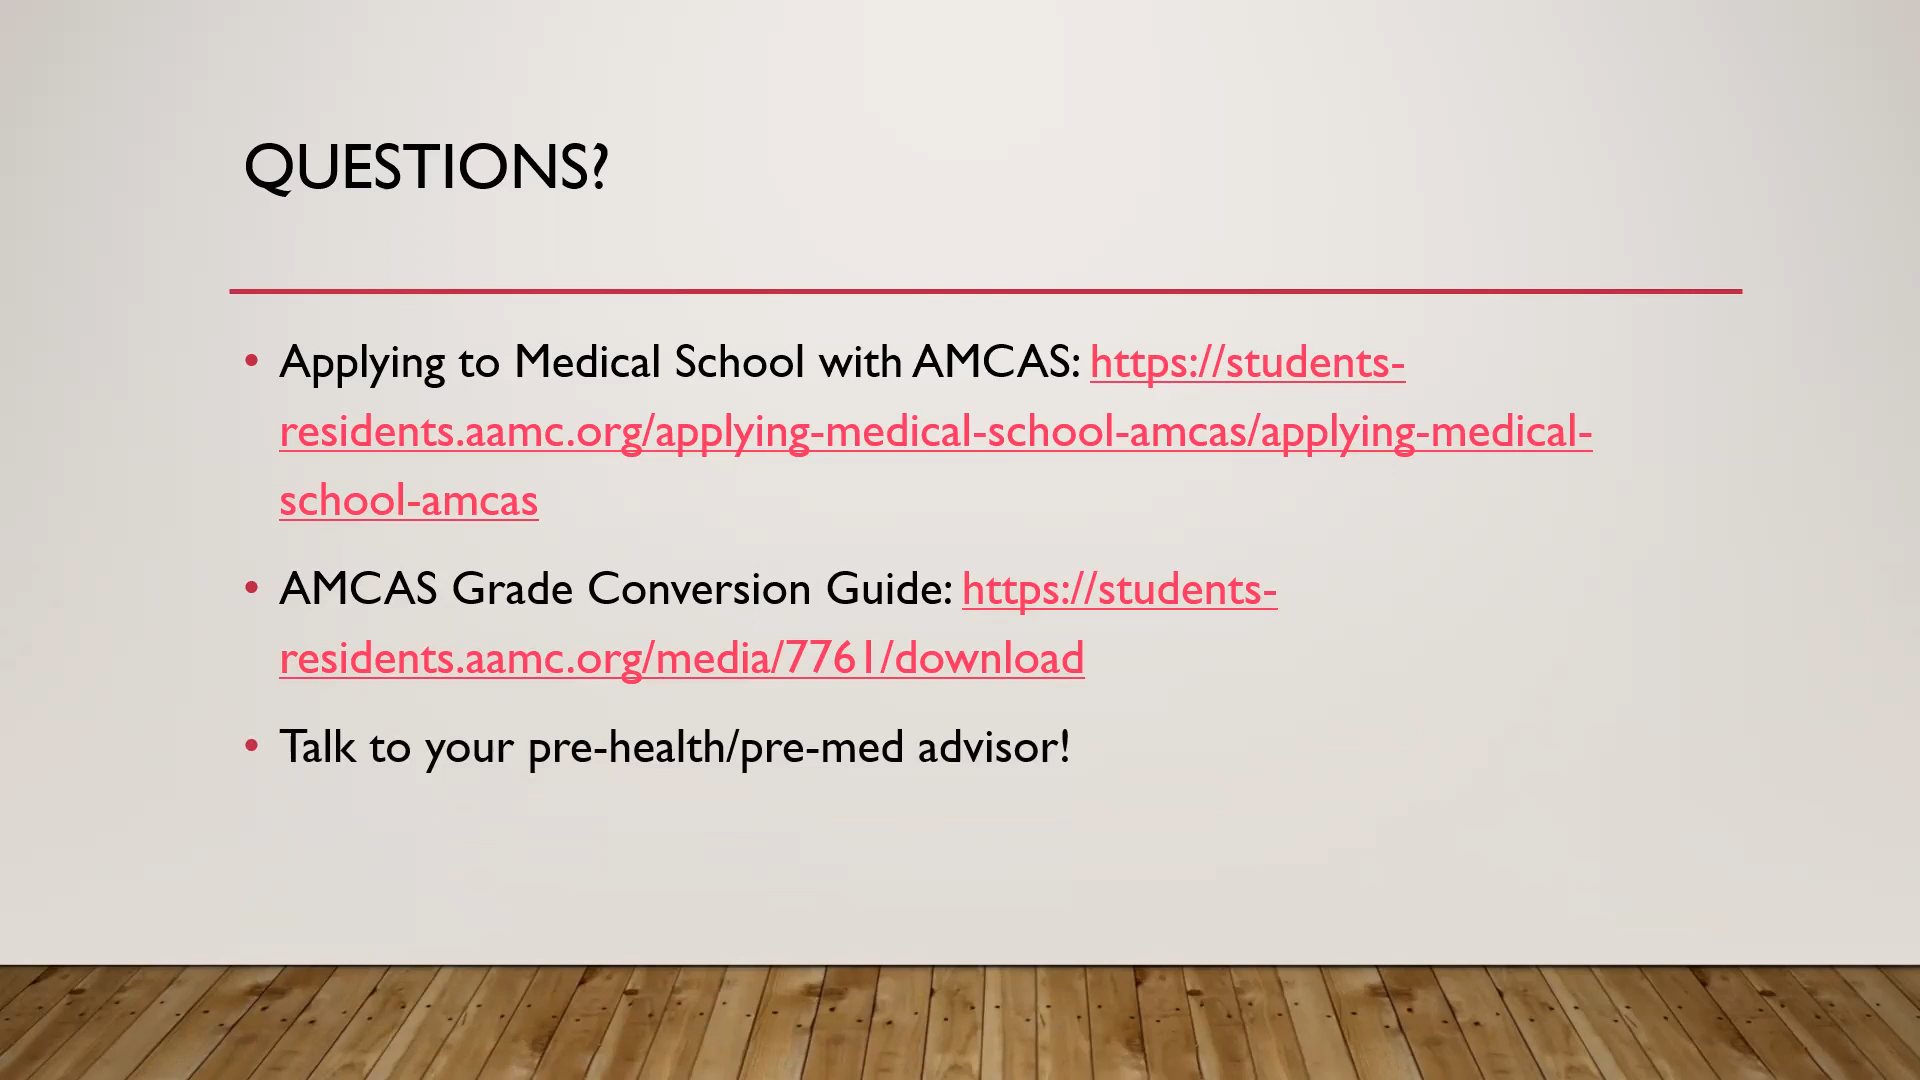 QUESTIONS?
• Applying to Medical School with AMCAS: https://students-
residents.aamc.org/applying-medical-school-amcas/applying-medical-
school-amcas
• AMCAS Grade Conversion Guide: https://students-
residents.aamc.org/media/7761/download
• Talk to your pre-health/pre-med advisor!